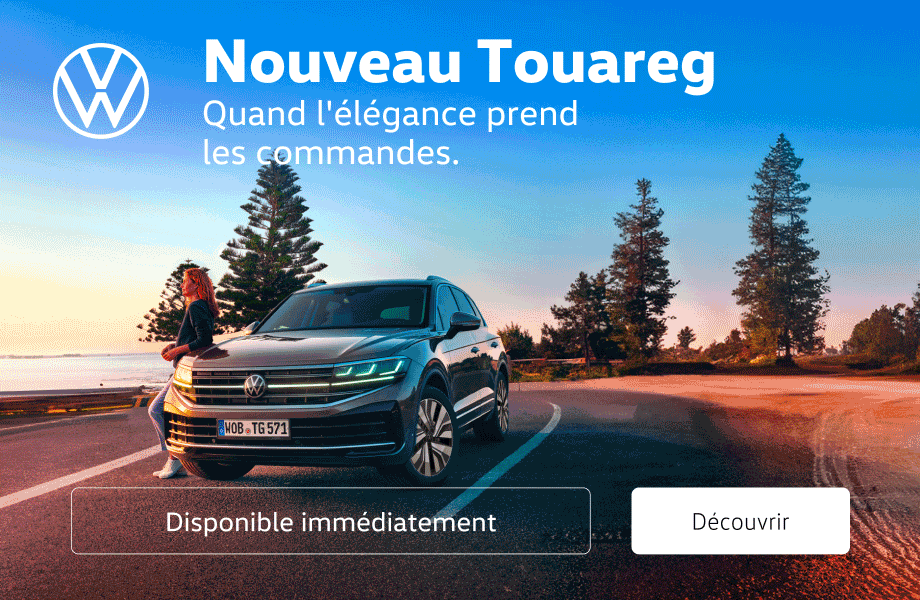 Nouveau Touareg
Quand l'élégance prend
les commandes.
WOB TG 571
Disponible immédiatement
Découvrir